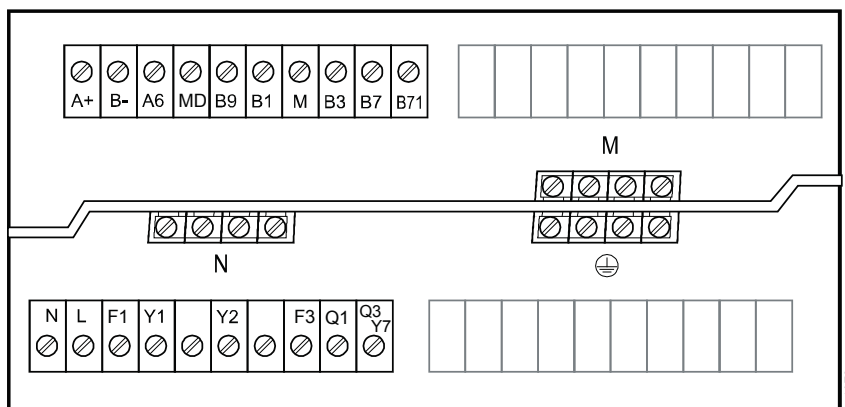 A+ B- A6 MD B9 B1 M B3 B7 B71
M
N
N L F1 Y1 Y2 F3 Q1 Q3
Y7